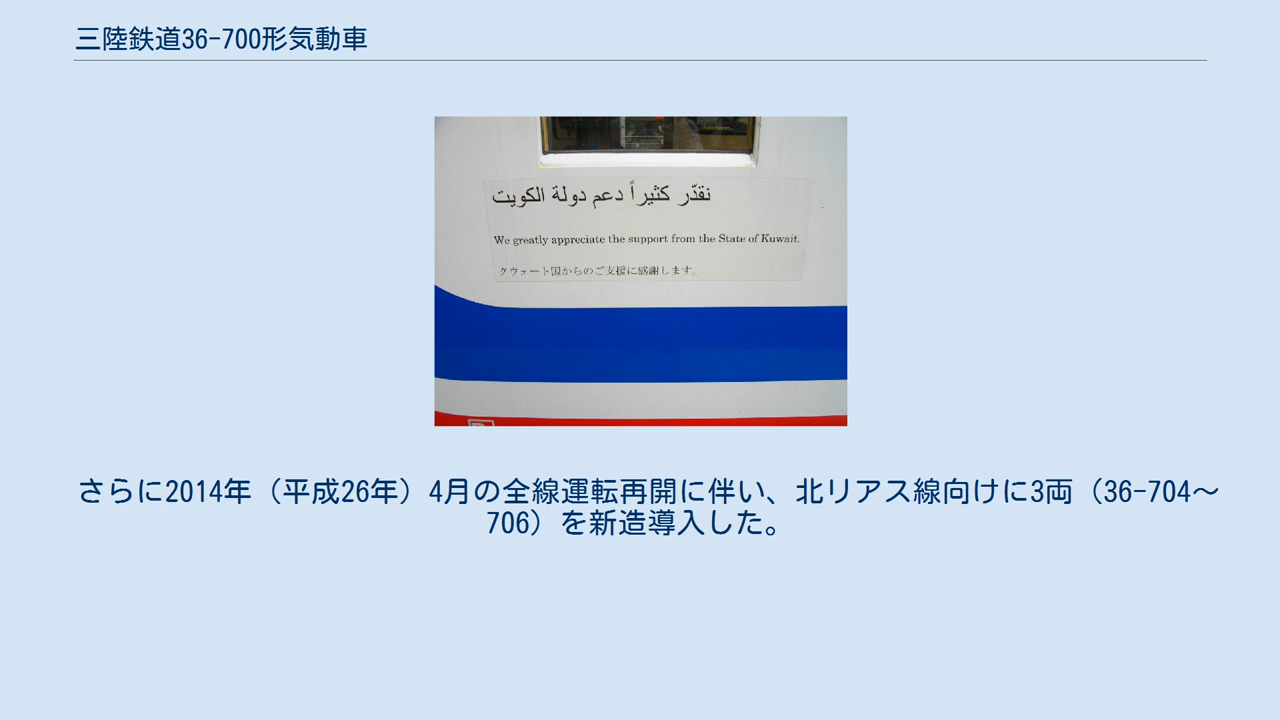 三陸鉄道36-700形気動車
نقدّر كثيراً دعم دولة الكويت
We greatly appreciate the support from the State of Kuwait.
クウェート国からのご支援に感謝します。
さらに2014年（平成26年）4月の全線運転再開に伴い、北リアス線向けに3両（36-704～
706）を新造導入した。